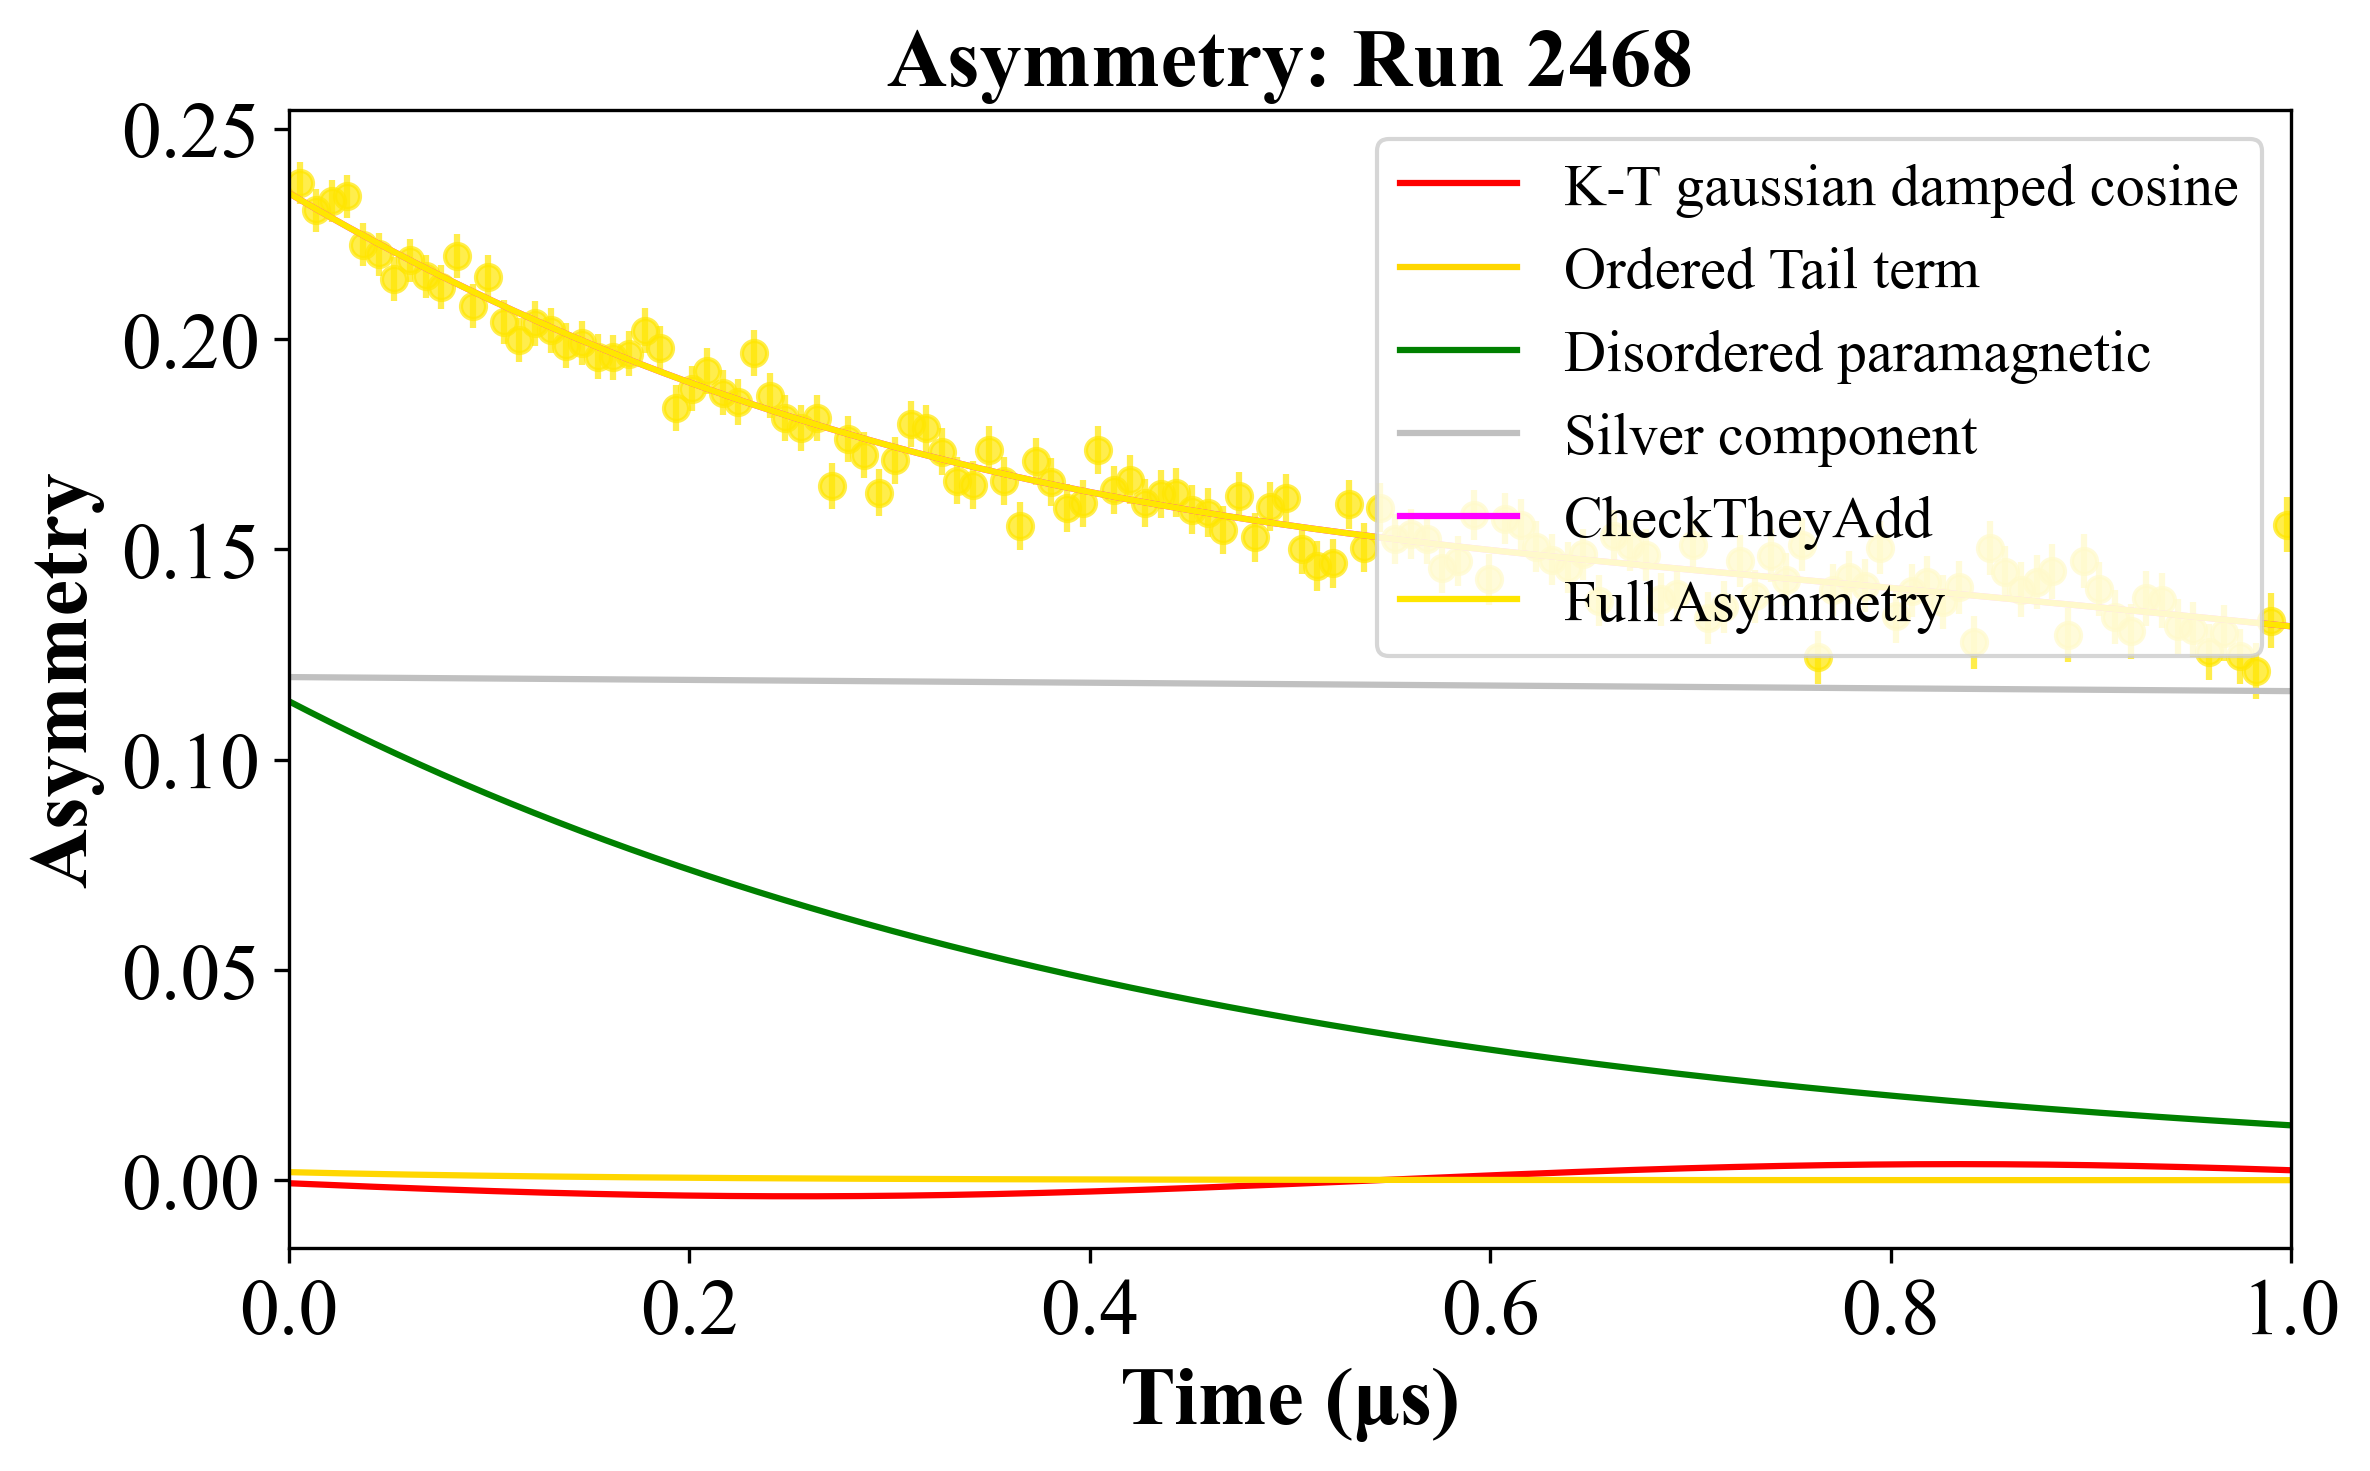 Asymmetry: Run 2468
0.25
0.20
0.15
0.10
0.05
0.00
Asymmetry
K-T gaussian damped cosine
Ordered Tail term
Disordered paramagnetic
Silver component
CheckTheyAdd
Full Asymmetry
0.0 0.2 0.4 0.6 0.8 1.0
Time (μs)